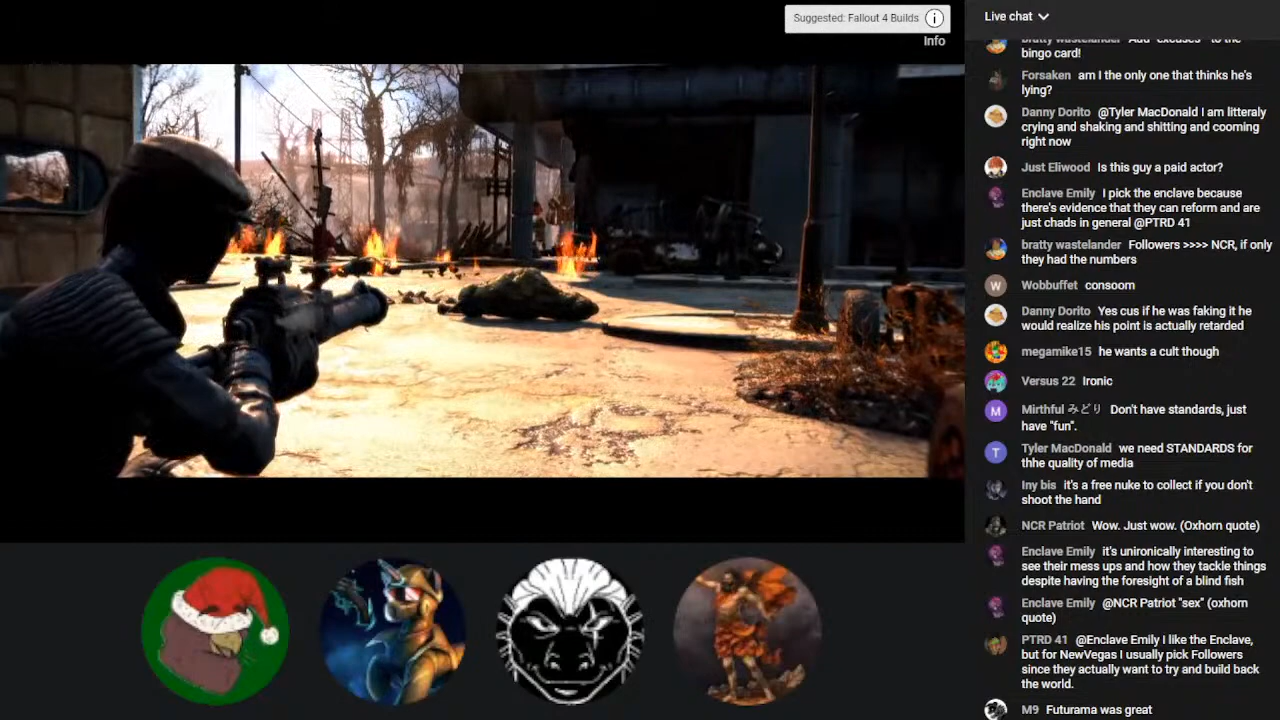 Suggested: Fallout 4 Builds
Info
Live chat
bratty wastelander Add "excuses" to the
bingo card!
Forsaken am I the only one that thinks he's
lying?
Danny Dorito @Tyler MacDonald I am litteraly
crying and shaking and shitting and cooming
right now
Just Eliwood Is this guy a paid actor?
Enclave Emily I pick the enclave because
there's evidence that they can reform and are
just chads in general @PTRD 41
bratty wastelander Followers >>>> NCR, if only
they had the numbers
W
Wobbuffet consoom
Danny Dorito Yes cus if he was faking it he
would realize his point is actually retarded
megamike15 he wants a cult though
Versus 22 Ironic
M
Mirthful みどり Don't have standards, just
have "fun".
T
Tyler MacDonald we need STANDARDS for
thhe quality of media
Iny bis it's a free nuke to collect if you don't
shoot the hand
NCR Patriot Wow. Just wow. (Oxhorn quote)
Enclave Emily it's unironically interesting to
see their mess ups and how they tackle things
despite having the foresight of a blind fish
Enclave Emily @NCR Patriot "sex" (oxhorn
quote)
PTRD 41 @Enclave Emily I like the Enclave,
but for NewVegas I usually pick Followers
since they actually want to try and build back
the world.
M9 Futurama was great